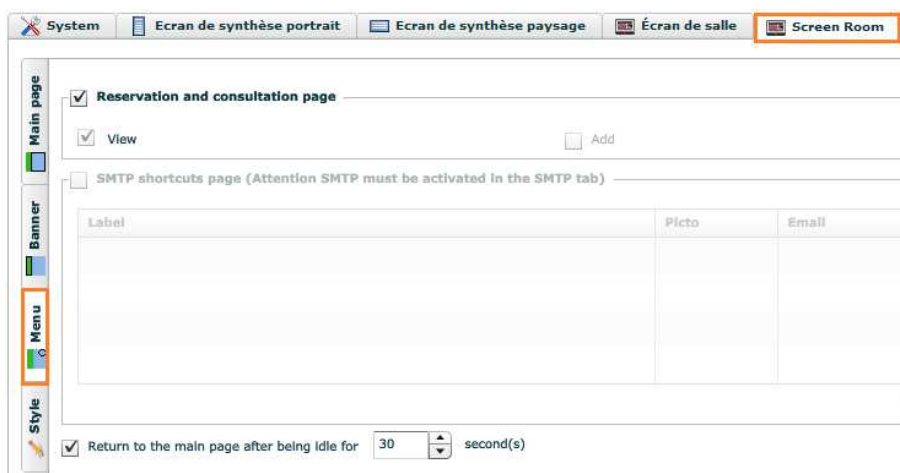 System Ecran de synthèse portrait Ecran de synthèse paysage Écran de salle Screen Room
Main page
Reservation and consultation page
View Add
SMTP shortcuts page (Attention SMTP must be activated in the SMTP tab)
Banner
Label Picto Email
Menu
Style
Return to the main page after being idle for 30 second(s)